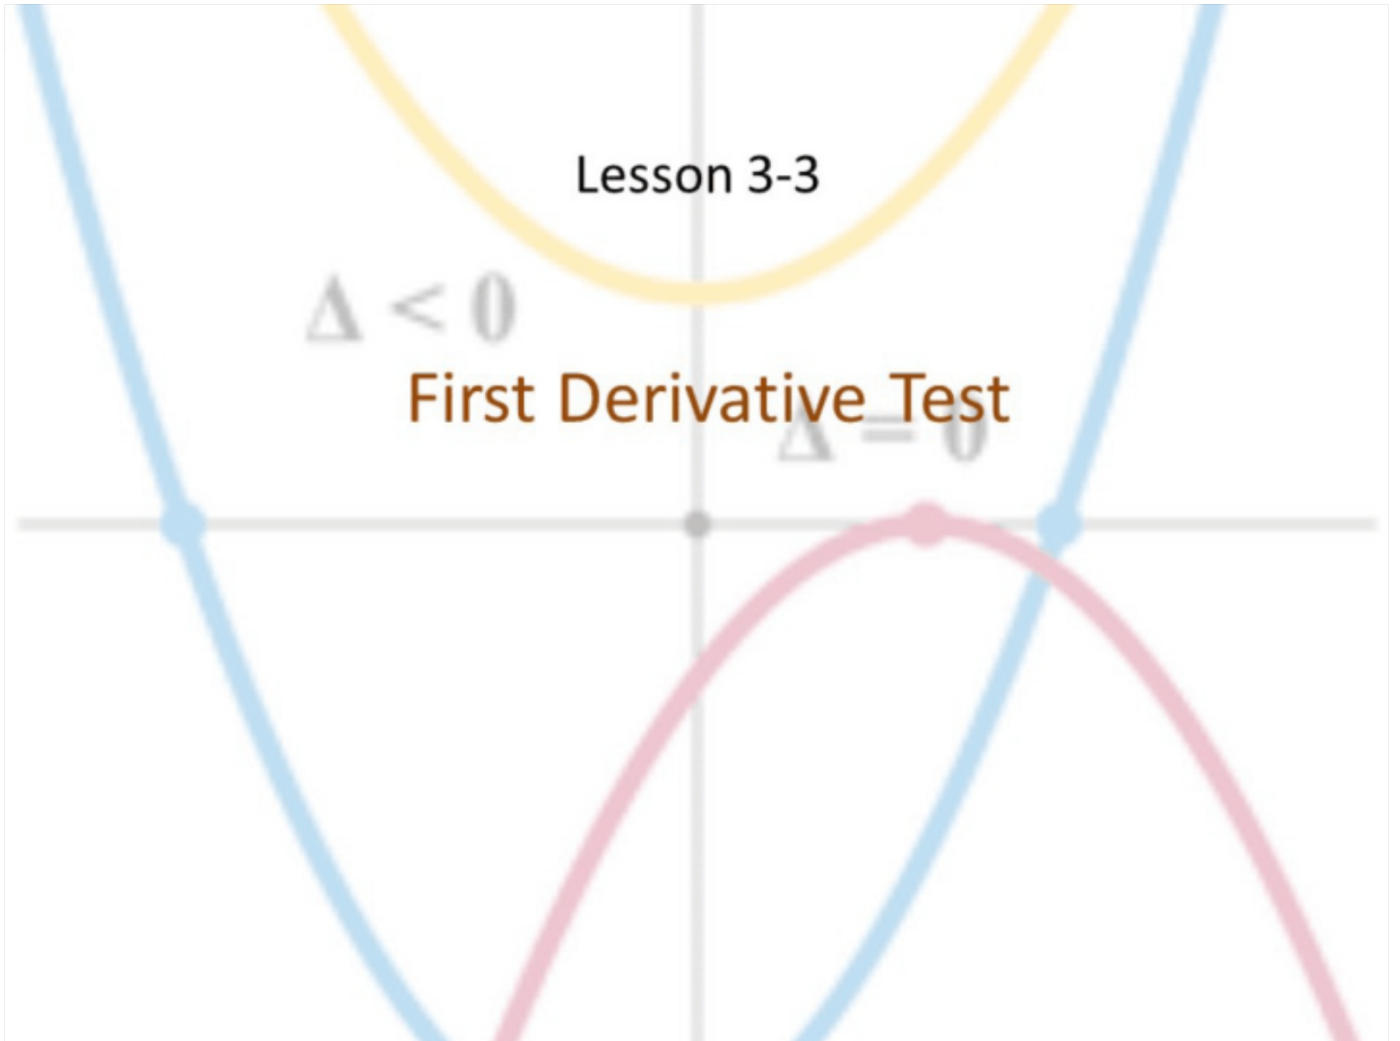 Lesson 3-3
Δ < 0
First Derivative Test
Δ = 0